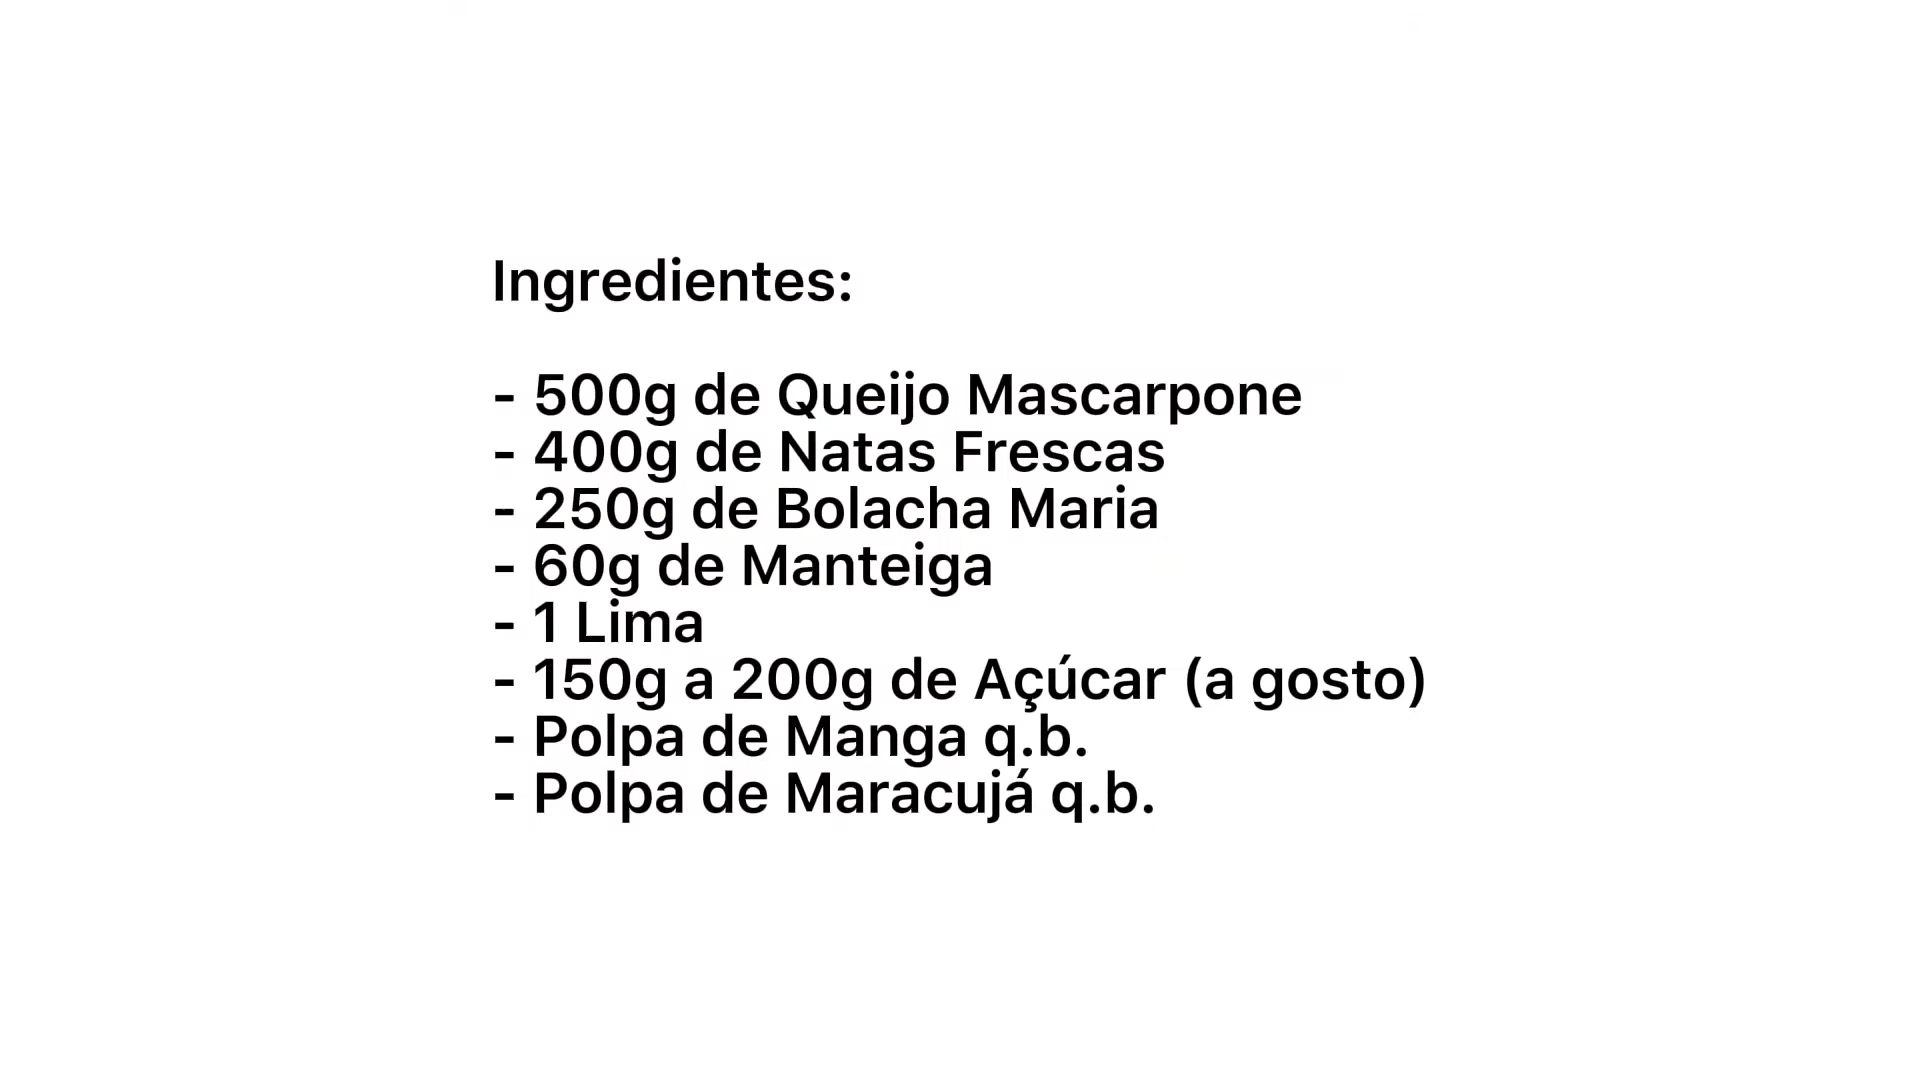 Ingredientes:
- 500g de Queijo Mascarpone
- 400g de Natas Frescas
- 250g de Bolacha Maria
- 60g de Manteiga
- 1 Lima
- 150g a 200g de Açúcar (a gosto)
- Polpa de Manga q.b.
- Polpa de Maracujá q.b.